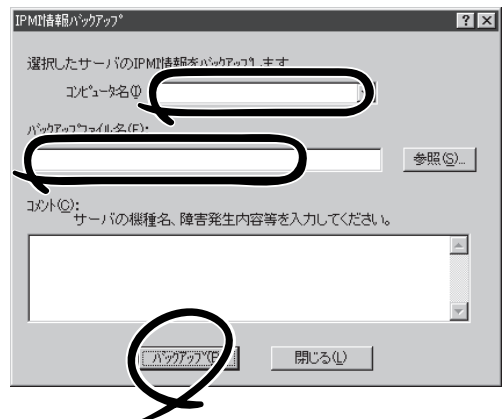 IPMI情報バックアップ
選択したサーバのIPMI情報をバックアップします
コンピュータ名(I)
バックアップファイル名(F):
参照(S)...
コメント(C):
サーバの機種名、障害発生内容等を入力してください。
バックアップ(B)
閉じる(L)